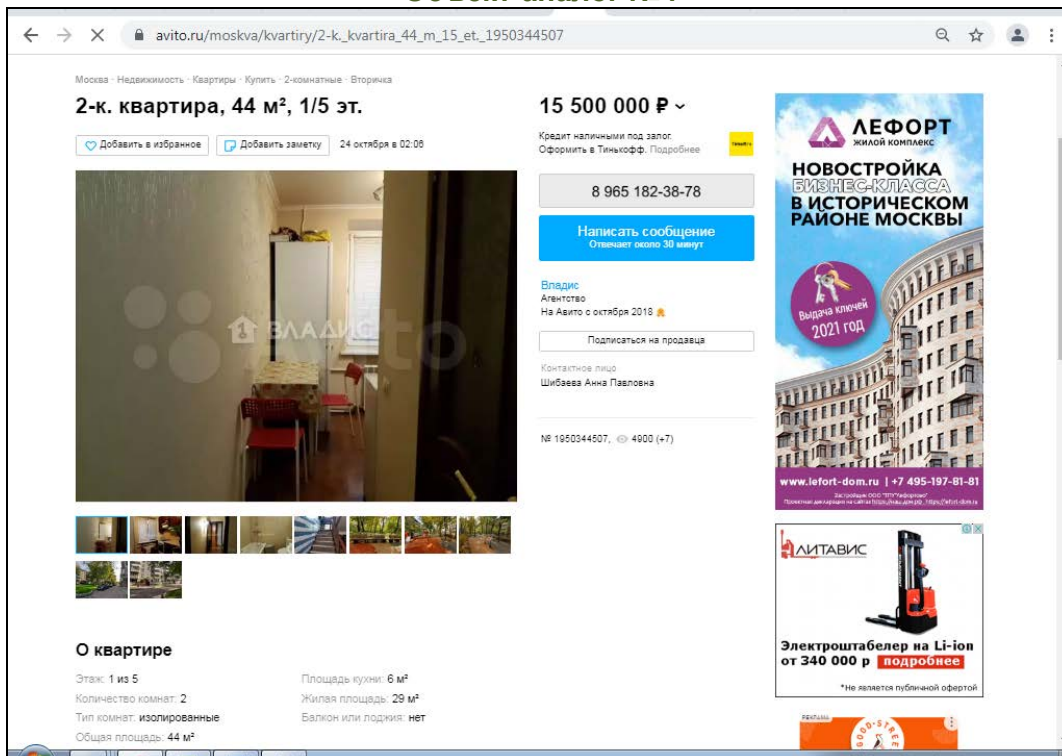 avito.ru/moskva/kvartiry/2-k._kvartira_44_m_15_et._1950344507
Москва · Недвижимость · Квартиры · Купить · 2-комнатные · Вторичка
2-к. квартира, 44 м², 1/5 эт.
Добавить в избранное
Добавить заметку
24 октября в 02:06
ВЛАДИС
Avito
О квартире
Этаж: 1 из 5
Количество комнат: 2
Тип комнат: изолированные
Общая площадь: 44 м²
Площадь кухни: 6 м²
Жилая площадь: 29 м²
Балкон или лоджия: нет
15 500 000 ₽
Кредит наличными под залог.
Оформить в Тинькофф. Подробнее
8 965 182-38-78
Написать сообщение
Отвечает около 30 минут
Владис
Агентство
На Авито с октября 2018
Подписаться на продавца
Контактное лицо
Шибаева Анна Павловна
№ 1950344507, 4900 (+7)
ЛЕФОРТ
ЖИЛОЙ КОМПЛЕКС
НОВОСТРОЙКА
БИЗНЕС-КЛАССА
В ИСТОРИЧЕСКОМ
РАЙОНЕ МОСКВЫ
Выдача ключей
2021 год
www.lefort-dom.ru | +7 495-197-81-81
ЛИТАВИС
Электроштабелер на Li-ion
от 340 000 р подробнее
*Не является публичной офертой
РЕКЛАМА
GOOD-STREE